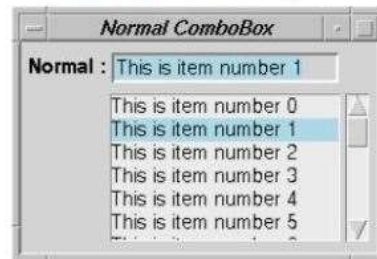 Normal ComboBox
Normal : This is item number 1
This is item number 0
This is item number 1
This is item number 2
This is item number 3
This is item number 4
This is item number 5